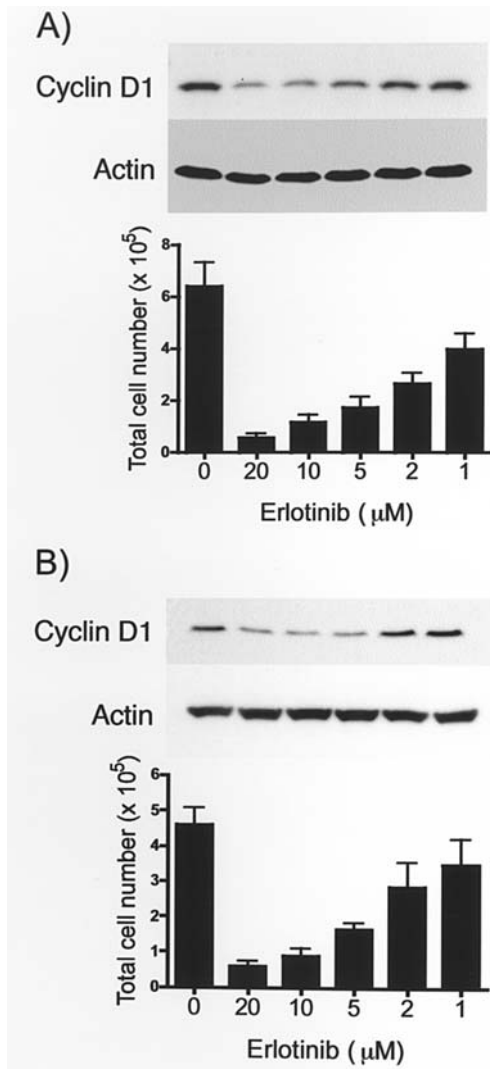 A)
Cyclin D1
Actin
Total cell number (x 10⁵)
8
6
4
2
0
0 20 10 5 2 1
Erlotinib ( μM)
B)
Cyclin D1
Actin
Total cell number (x 10⁵)
6
5
4
3
2
1
0
0 20 10 5 2 1
Erlotinib ( μM)